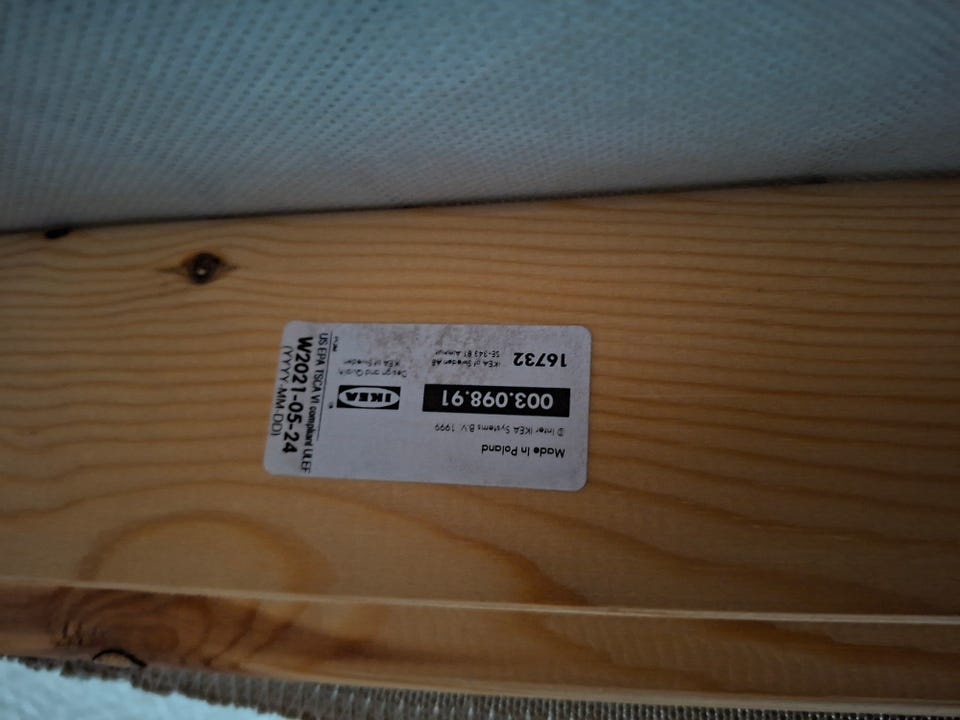 Made in Poland
© Inter IKEA Systems B.V. 1999
003.098.91
IKEA
Design and Quality
IKEA of Sweden
16732
IKEA of Sweden AB
SE-343 81 Älmhult
US EPA TSCA VI compliant ULEF
W2021-05-24
(YYYY-MM-DD)